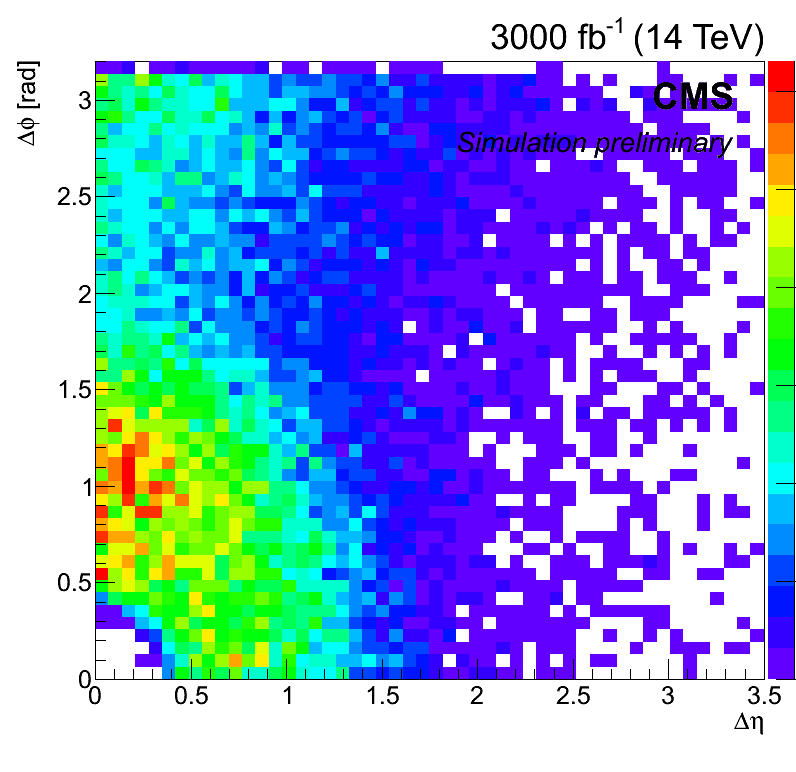 3000 fb⁻¹ (14 TeV)
Δϕ [rad]
CMS
Simulation preliminary
3
2.5
2
1.5
1
0.5
0
0 0.5 1 1.5 2 2.5 3 3.5
Δη